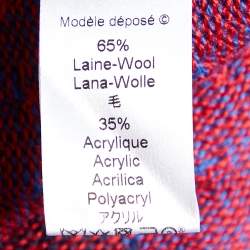 Modèle déposé ©
65%
Laine-Wool
Lana-Wolle
毛
35%
Acrylique
Acrylic
Acrilica
Polyacryl
アクリル